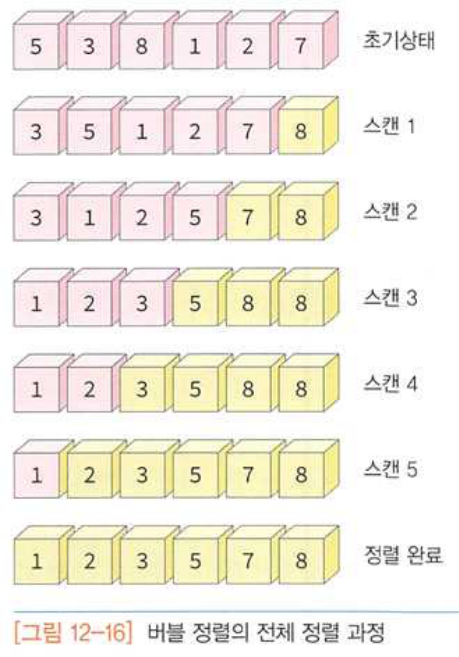 5 3 8 1 2 7 초기상태
3 5 1 2 7 8 스캔 1
3 1 2 5 7 8 스캔 2
1 2 3 5 8 8 스캔 3
1 2 3 5 8 8 스캔 4
1 2 3 5 7 8 스캔 5
1 2 3 5 7 8 정렬 완료
[그림 12-16] 버블 정렬의 전체 정렬 과정